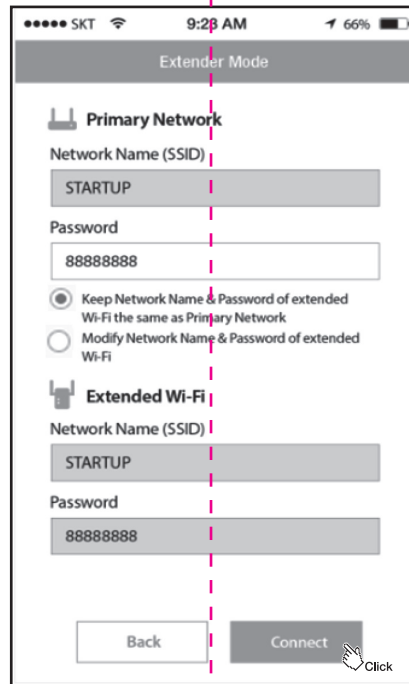 SKT 9:23 AM 66%
Extender Mode
Primary Network
Network Name (SSID)
STARTUP
Password
88888888
Keep Network Name & Password of extended
Wi-Fi the same as Primary Network
Modify Network Name & Password of extended
Wi-Fi
Extended Wi-Fi
Network Name (SSID)
STARTUP
Password
88888888
Back Connect
Click